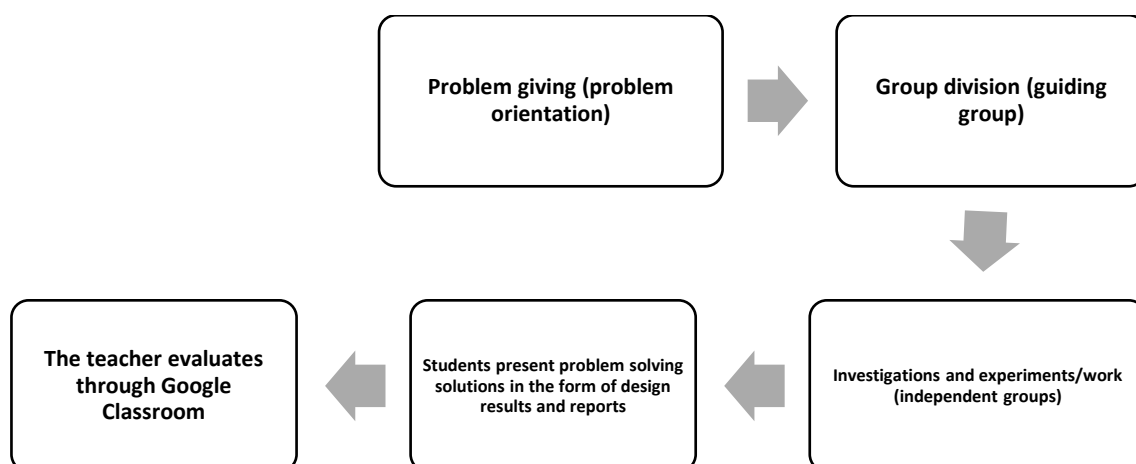 Problem giving (problem
orientation)
Group division (guiding
group)
Investigations and experiments/work
(independent groups)
Students present problem solving
solutions in the form of design
results and reports
The teacher evaluates
through Google
Classroom